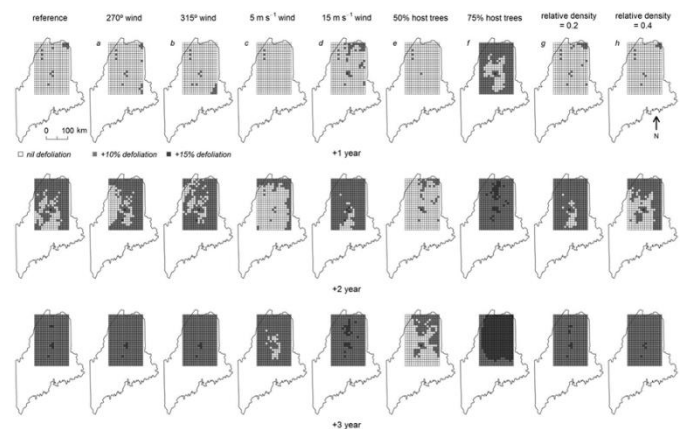 reference 270º wind 315º wind 5 m s⁻¹ wind 15 m s⁻¹ wind 50% host trees 75% host trees relative density = 0.2 relative density = 0.4
a b c d e f g h
0 100 km
N
+1 year
nil defoliation +10% defoliation +15% defoliation
+2 year
+3 year